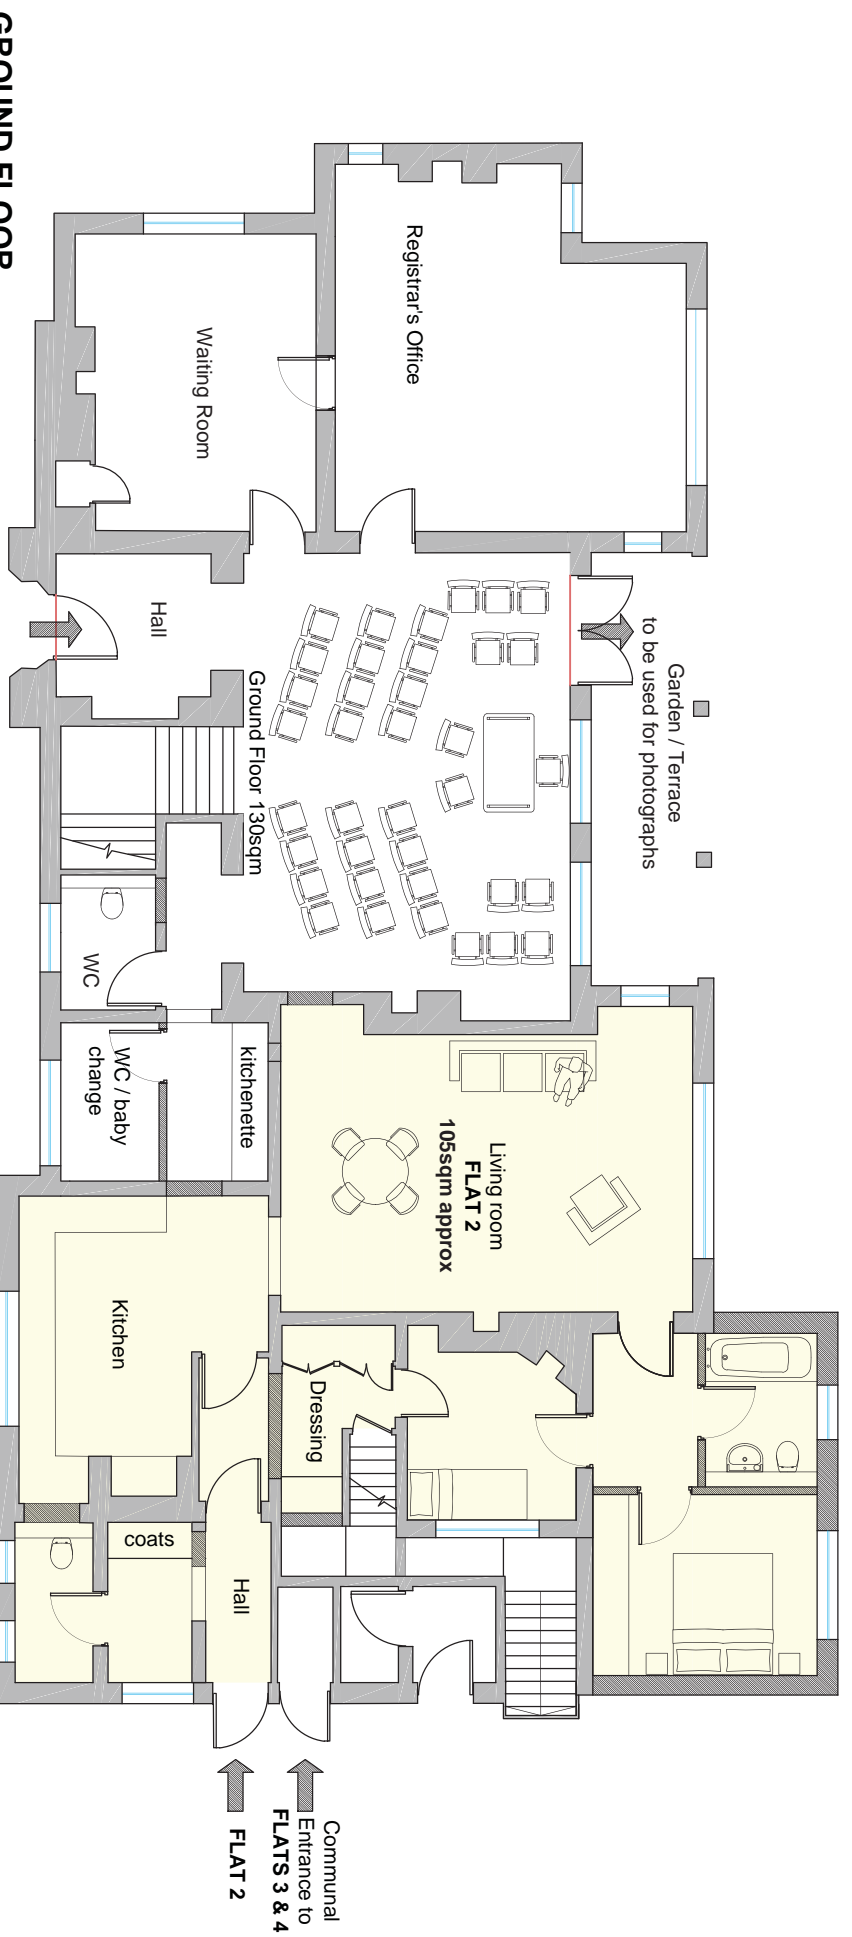 GROUND FLOOR
Registrar's Office
Waiting Room
Hall
Garden / Terrace
to be used for photographs
Ground Floor 130sqm
WC
WC / baby
change
kitchenette
Living room
FLAT 2
105sqm approx
Kitchen
Dressing
coats
Hall
Communal
Entrance to
FLATS 3 & 4
FLAT 2